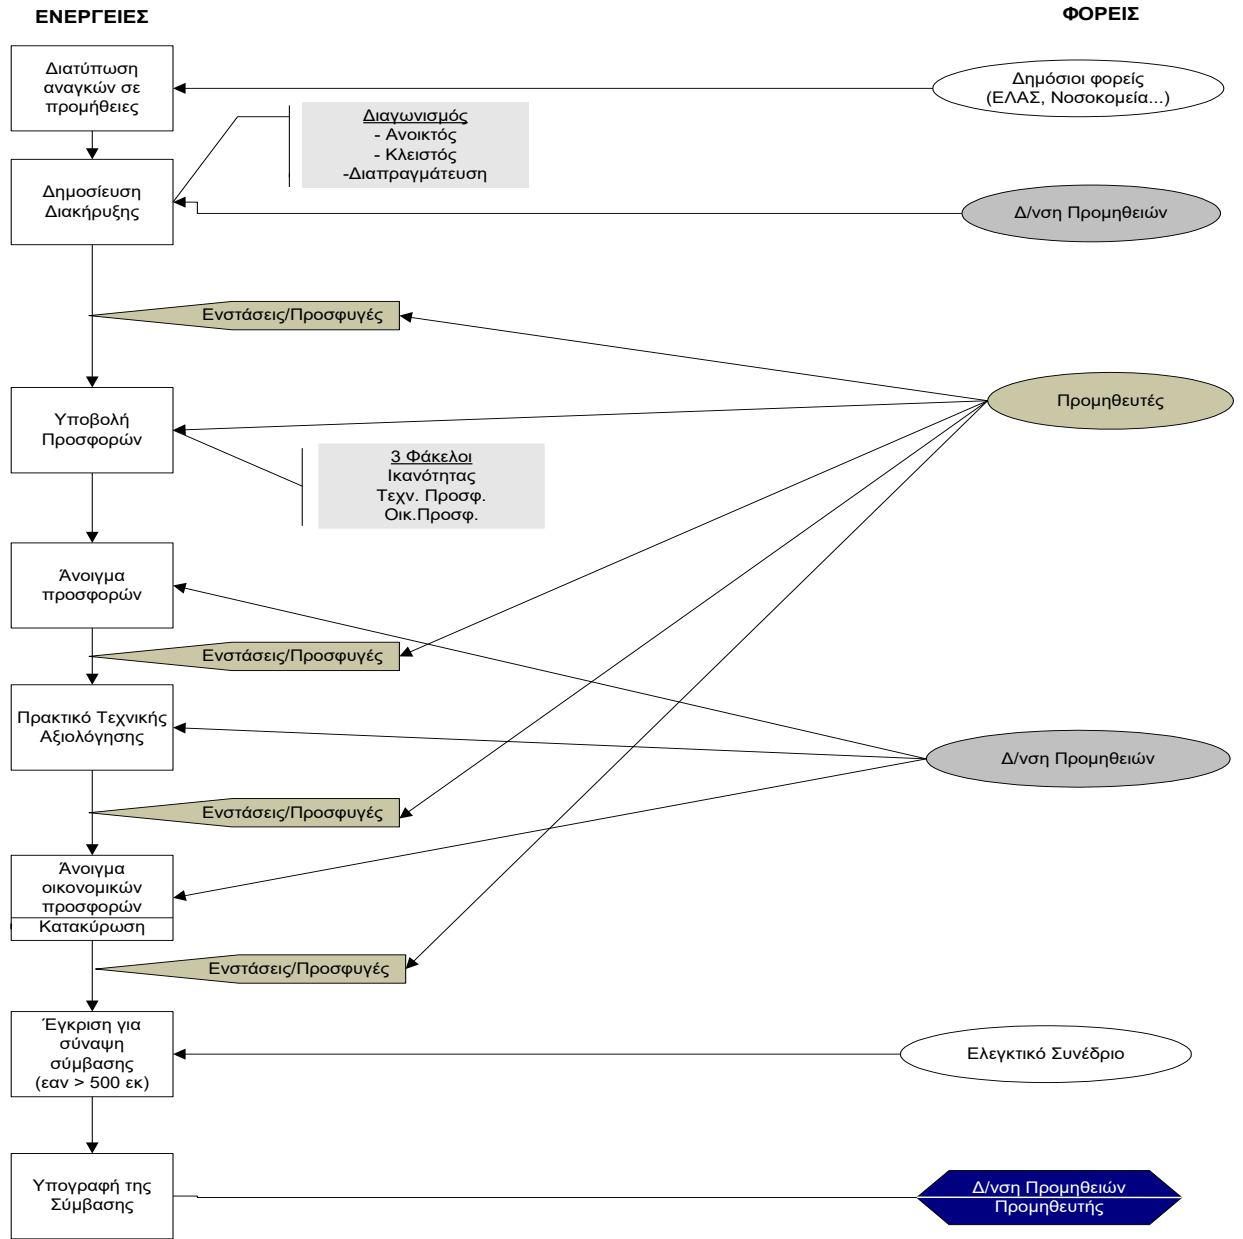 ΕΝΕΡΓΕΙΕΣ
ΦΟΡΕΙΣ
Διατύπωση
αναγκών σε
προμήθειες
Δημόσιοι φορείς
(ΕΛΑΣ, Νοσοκομεία...)
Διαγωνισμός
- Ανοικτός
- Κλειστός
-Διαπραγμάτευση
Δημοσίευση
Διακήρυξης
Δ/νση Προμηθειών
Ενστάσεις/Προσφυγές
Προμηθευτές
Υποβολή
Προσφορών
3 Φάκελοι
Ικανότητας
Τεχν. Προσφ.
Οικ.Προσφ.
Άνοιγμα
προσφορών
Ενστάσεις/Προσφυγές
Πρακτικό Τεχνικής
Αξιολόγησης
Δ/νση Προμηθειών
Ενστάσεις/Προσφυγές
Άνοιγμα
οικονομικών
προσφορών
Κατακύρωση
Ενστάσεις/Προσφυγές
Έγκριση για
σύναψη
σύμβασης
(εαν > 500 εκ)
Ελεγκτικό Συνέδριο
Υπογραφή της
Σύμβασης
Δ/νση Προμηθειών
Προμηθευτής